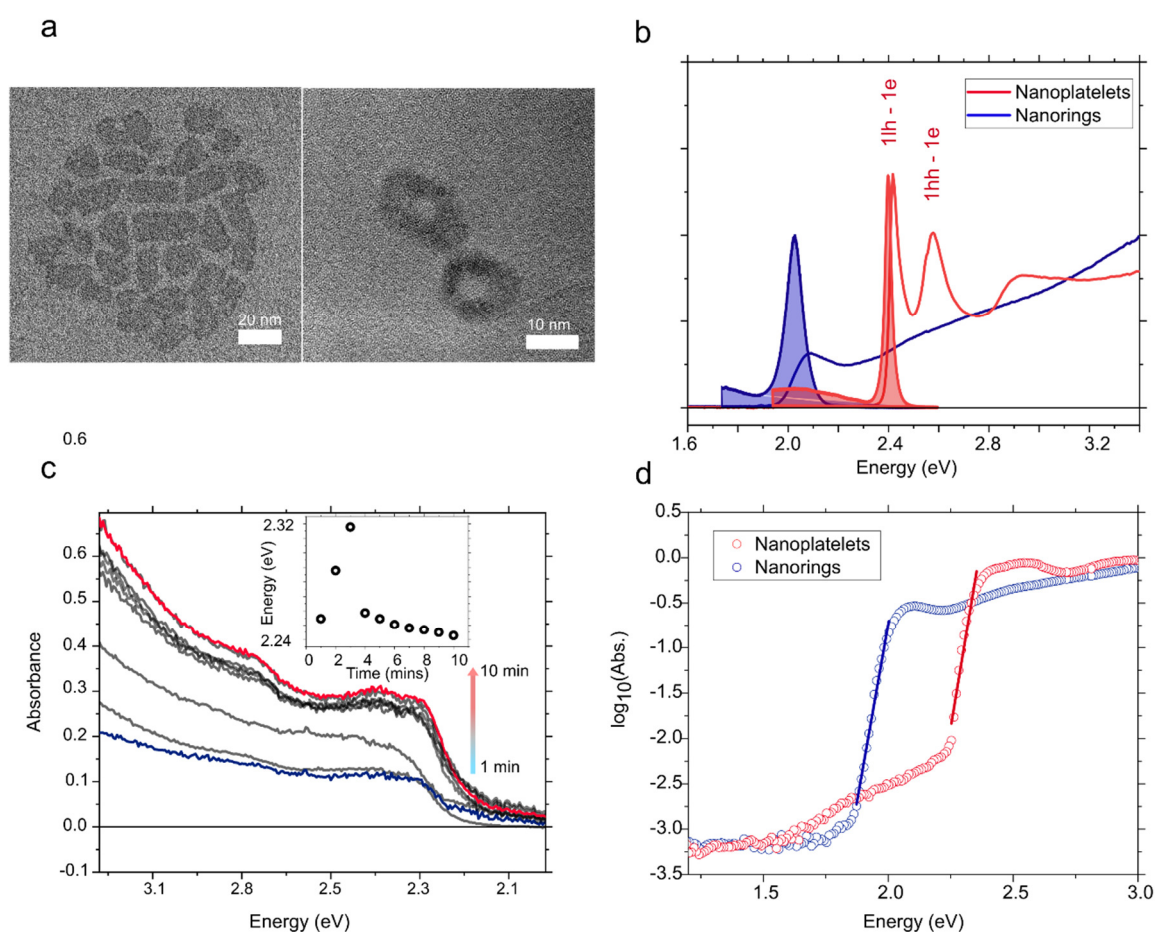 a
20 nm
10 nm
b
Nanoplatelets
Nanorings
1lh - 1e
1hh - 1e
1.6 2.0 2.4 2.8 3.2
Energy (eV)
0.6
c
Absorbance
0.6
0.5
0.4
0.3
0.2
0.1
0.0
-0.1
3.1 2.8 2.5 2.3 2.1
Energy (eV)
Energy (eV)
2.32
2.24
0 2 4 6 8 10
Time (mins)
10 min
1 min
d
log10(Abs.)
0.5
0.0
-0.5
-1.0
-1.5
-2.0
-2.5
-3.0
-3.5
Nanoplatelets
Nanorings
1.5 2.0 2.5 3.0
Energy (eV)